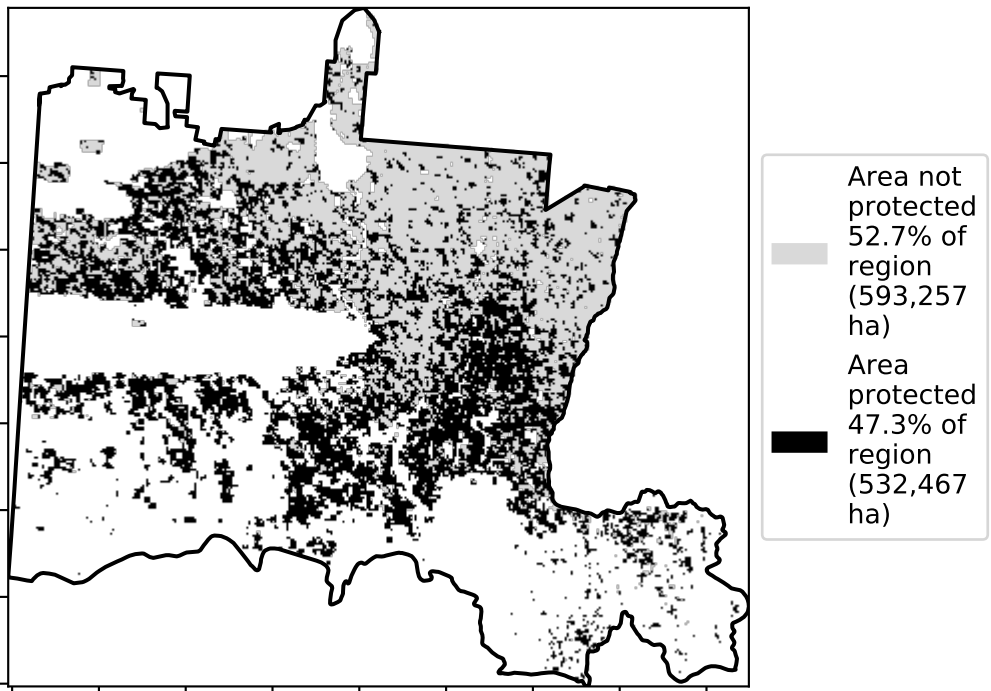 Area not
protected
52.7% of
region
(593,257
ha)
Area
protected
47.3% of
region
(532,467
ha)